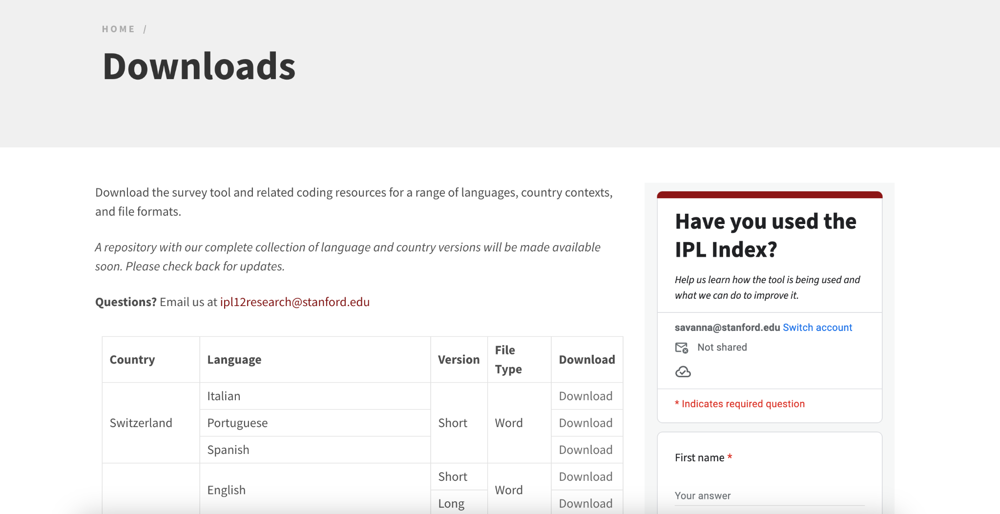 HOME /
Downloads
Download the survey tool and related coding resources for a range of languages, country contexts,
and file formats.
A repository with our complete collection of language and country versions will be made available
soon. Please check back for updates.
Questions? Email us at ipl12research@stanford.edu
Country Language Version File Type Download
Switzerland Italian Short Word Download
Portuguese Download
Spanish Download
English Short Word Download
Long Download
Have you used the
IPL Index?
Help us learn how the tool is being used and
what we can do to improve it.
savanna@stanford.edu Switch account
Not shared
* Indicates required question
First name *
Your answer